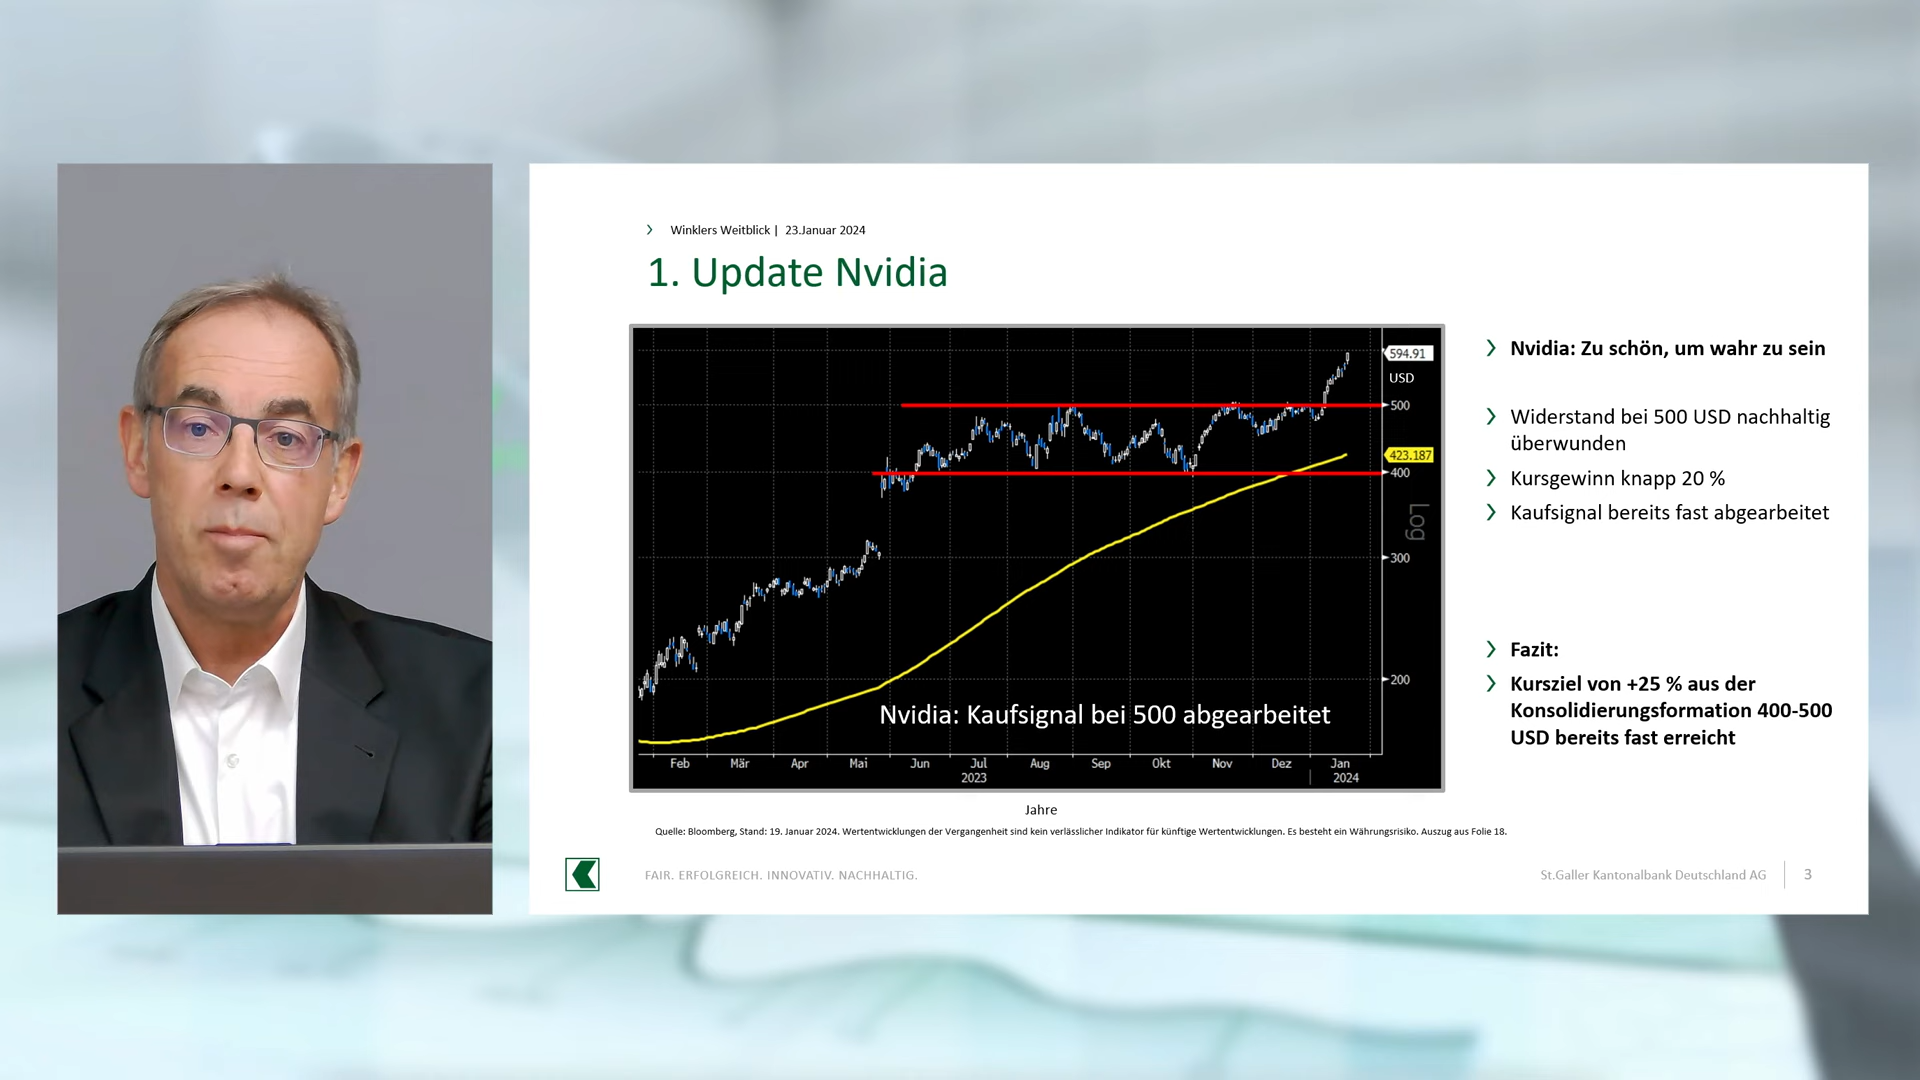 Winklers Weitblick | 23.Januar 2024
1. Update Nvidia
594.91
USD
500
423.187
400
Log
300
200
Nvidia: Kaufsignal bei 500 abgearbeitet
Feb Mär Apr Mai Jun Jul Aug Sep Okt Nov Dez Jan
2023 2024
Jahre
Nvidia: Zu schön, um wahr zu sein
Widerstand bei 500 USD nachhaltig
überwunden
Kursgewinn knapp 20 %
Kaufsignal bereits fast abgearbeitet
Fazit:
Kursziel von +25 % aus der
Konsolidierungsformation 400-500
USD bereits fast erreicht
Quelle: Bloomberg, Stand: 19. Januar 2024. Wertentwicklungen der Vergangenheit sind kein verlässlicher Indikator für künftige Wertentwicklungen. Es besteht ein Währungsrisiko. Auszug aus Folie 18.
FAIR. ERFOLGREICH. INNOVATIV. NACHHALTIG.
St.Galler Kantonalbank Deutschland AG 3